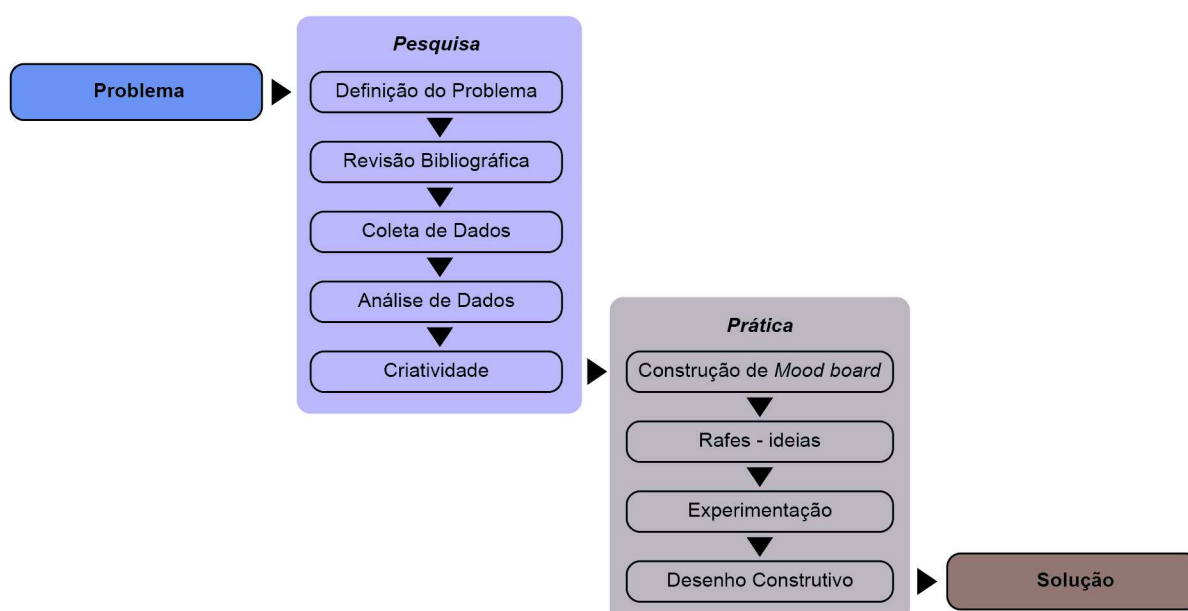 Problema
Pesquisa
Definição do Problema
Revisão Bibliográfica
Coleta de Dados
Análise de Dados
Criatividade
Prática
Construção de Mood board
Rafes - ideias
Experimentação
Desenho Construtivo
Solução